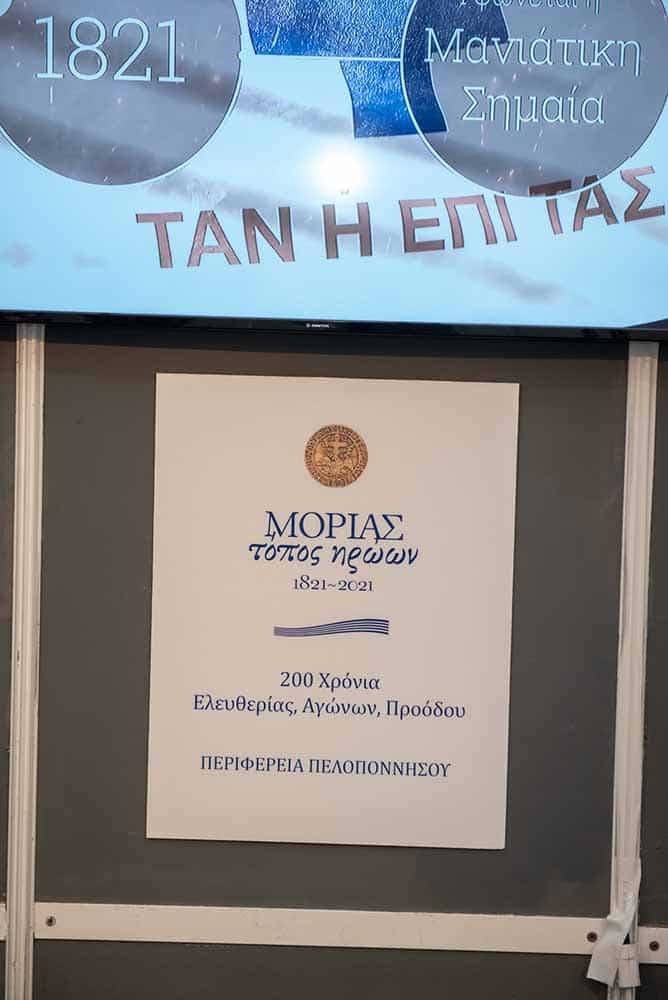 1821
Μανιάτικη
Σημαία
ΤΑΝ Ή ΕΠΙ ΤΑΣ
ΜΟΡΙΑΣ
τόπος ηρώων
1821~2021
200 Χρόνια
Ελευθερίας, Αγώνων, Προόδου
ΠΕΡΙΦΕΡΕΙΑ ΠΕΛΟΠΟΝΝΗΣΟΥ